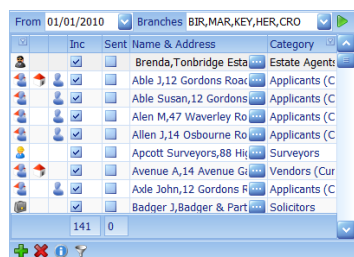 From 01/01/2010 Branches BIR,MAR,KEY,HER,CRO
Inc Sent Name & Address Category
Brenda,Tonbridge Esta Estate Agents
Able J,12 Gordons Road Applicants (C
Able Susan,12 Gordons Applicants (C
Alen M,47 Waverley Ro Applicants (C
Allen J,14 Osbourne Ro Applicants (C
Apcott Surveyors,88 Hig Surveyors
Avenue A,14 Avenue Ga Vendors (Cur
Axle John,12 Gordons R Applicants (C
Badger J,Badger & Part Solicitors
141 0